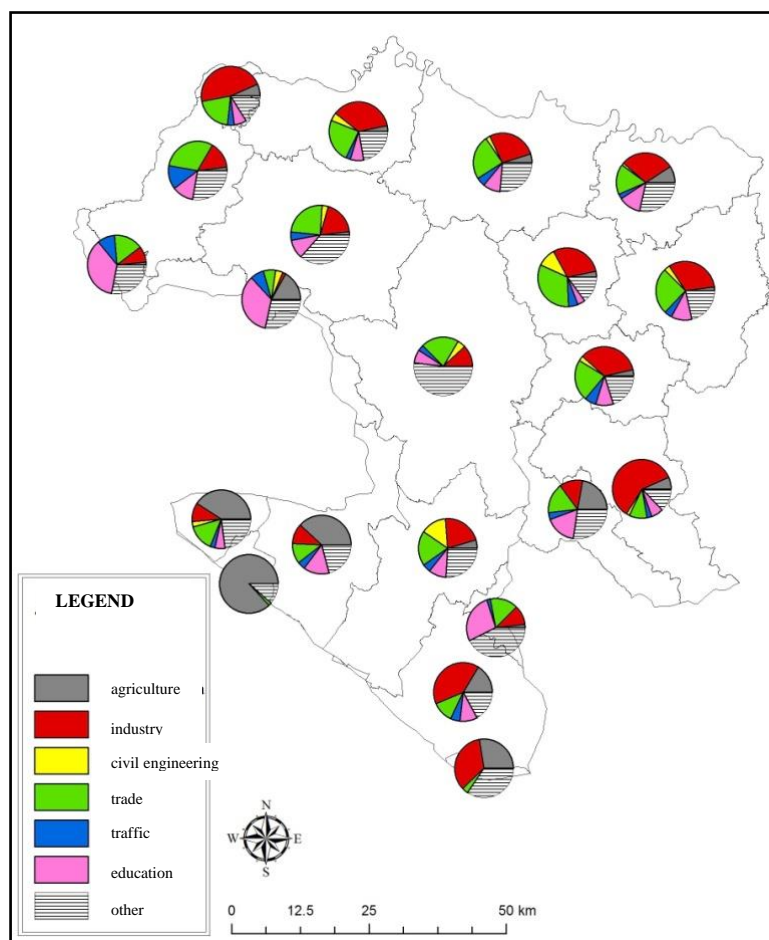 LEGEND
agriculture
industry
civil engineering
trade
traffic
education
other
N
W E
S
0 12.5 25 50 km